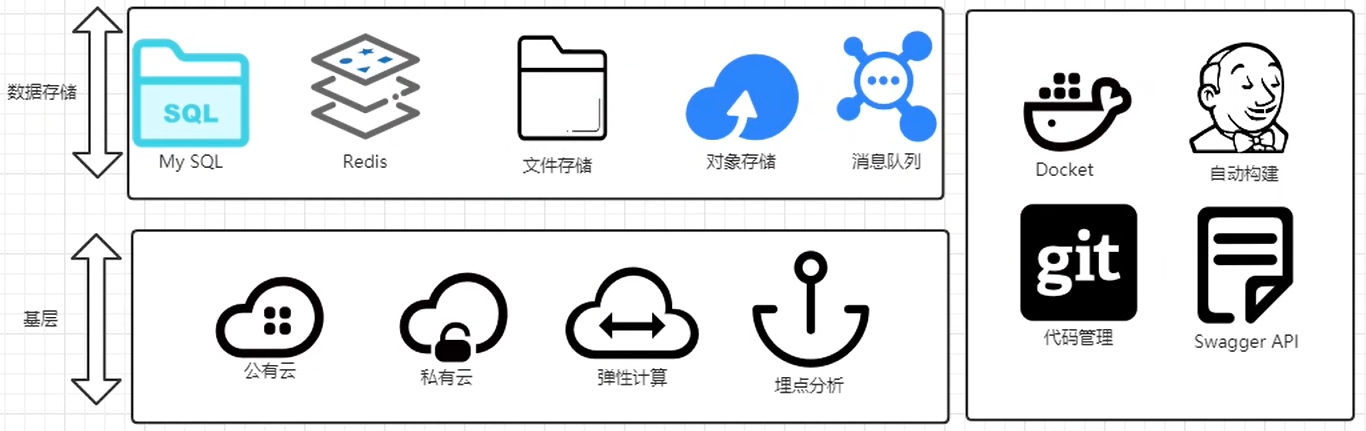 数据存储
SQL
My SQL
Redis
文件存储
对象存储
消息队列
基层
公有云
私有云
弹性计算
埋点分析
Docket
自动构建
git
代码管理
Swagger API